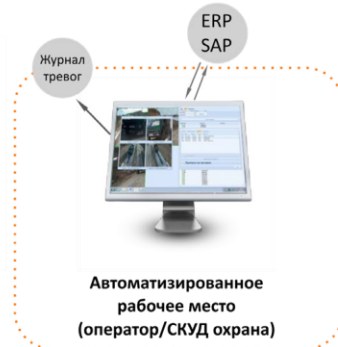 ERP
SAP
Журнал
тревог
Автоматизированное
рабочее место
(оператор/СКУД охрана)